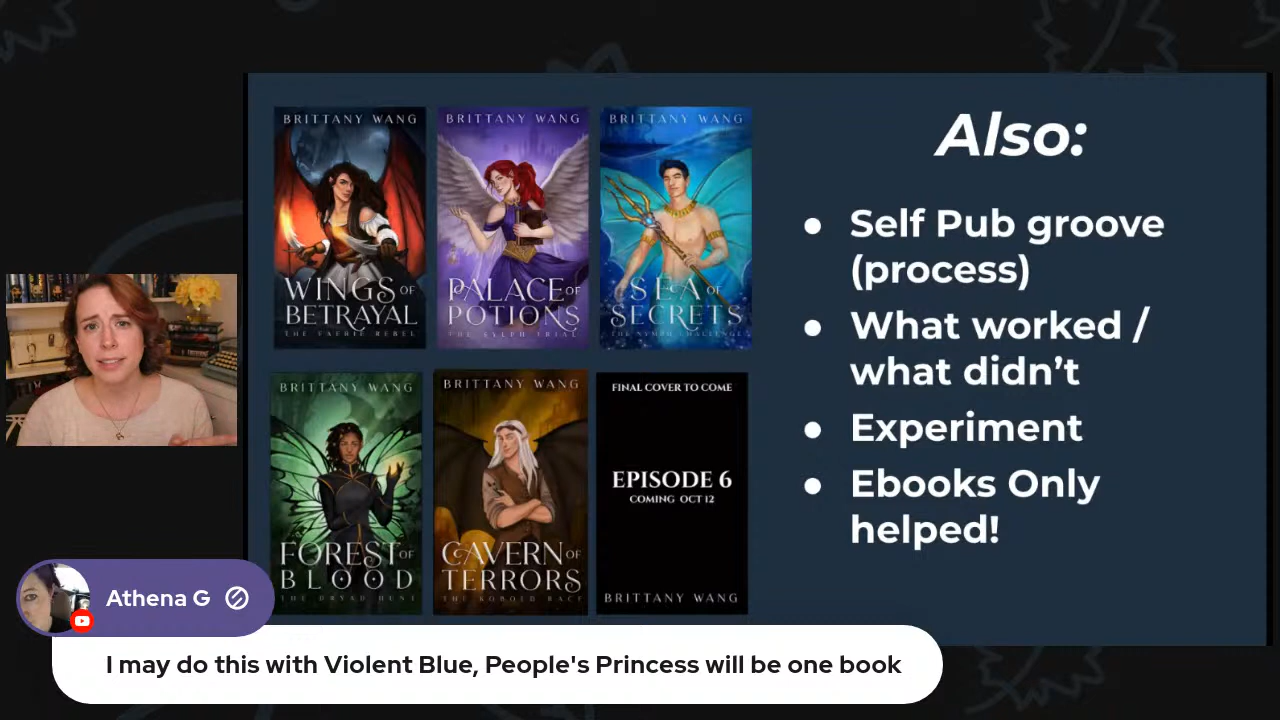 BRITTANY WANG
WINGS OF
BETRAYAL
THE FAERIE REBEL
BRITTANY WANG
PALACE OF
POTIONS
THE SYLPH TRIAL
BRITTANY WANG
SEA OF
SECRETS
THE NYMPH CHALLENGE
BRITTANY WANG
FOREST OF
BLOOD
THE DRYAD HUNT
BRITTANY WANG
CAVERN OF
TERRORS
THE KOBOLD RACE
FINAL COVER TO COME
EPISODE 6
COMING OCT 12
BRITTANY WANG
Also:
● Self Pub groove
(process)
● What worked /
what didn't
● Experiment
● Ebooks Only
helped!
Athena G
I may do this with Violent Blue, People's Princess will be one book